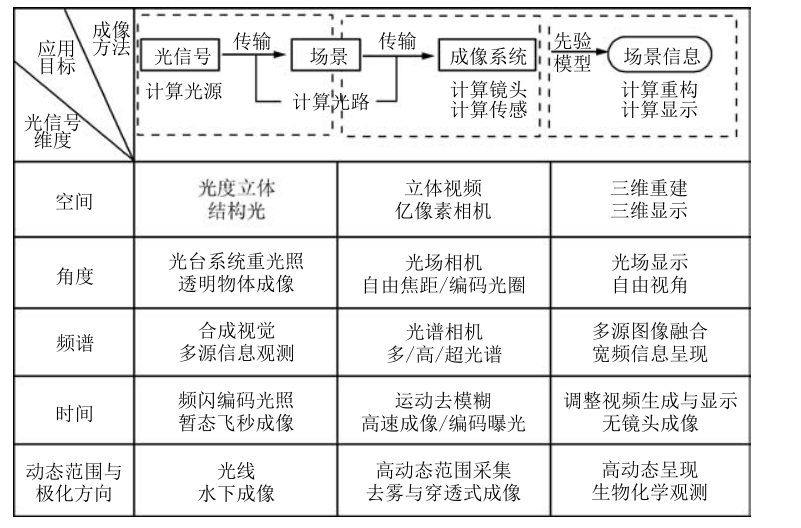 成像
方法
应用
目标
光信号
维度
光信号
传输
场景
传输
成像系统
先验
模型
场景信息
计算光源
计算光路
计算镜头
计算传感
计算重构
计算显示
空间
光度立体
结构光
立体视频
亿像素相机
三维重建
三维显示
角度
光台系统重光照
透明物体成像
光场相机
自由焦距/编码光圈
光场显示
自由视角
频谱
合成视觉
多源信息观测
光谱相机
多/高/超光谱
多源图像融合
宽频信息呈现
时间
频闪编码光照
暂态飞秒成像
运动去模糊
高速成像/编码曝光
调整视频生成与显示
无镜头成像
动态范围与
极化方向
光线
水下成像
高动态范围采集
去雾与穿透式成像
高动态呈现
生物化学观测